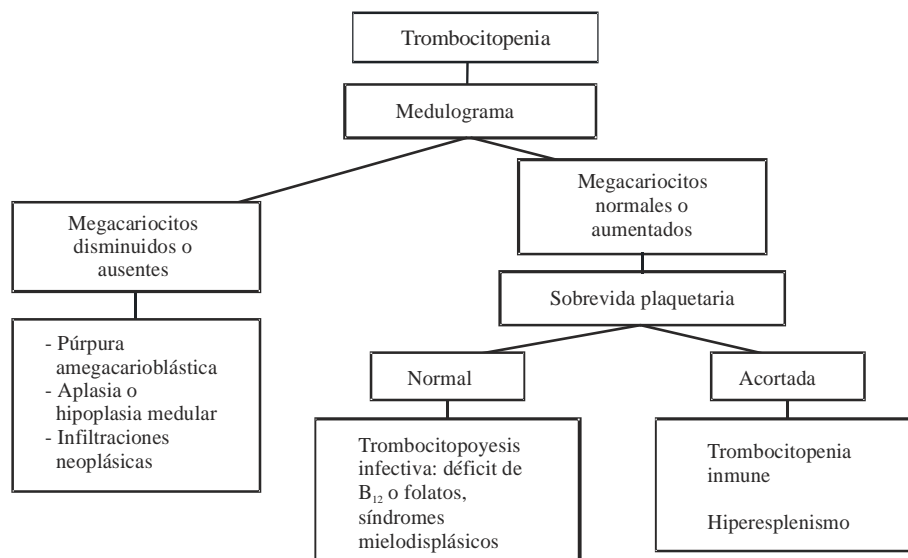 Trombocitopenia
Medulograma
Megacariocitos
disminuidos o
ausentes
Megacariocitos
normales o
aumentados
- Púrpura
amegacarioblástica
- Aplasia o
hipoplasia medular
- Infiltraciones
neoplásicas
Sobrevida plaquetaria
Normal
Acortada
Trombocitopoyesis
infectiva: déficit de
B₁₂ o folatos,
síndromes
mielodisplásicos
Trombocitopenia
inmune
Hiperesplenismo